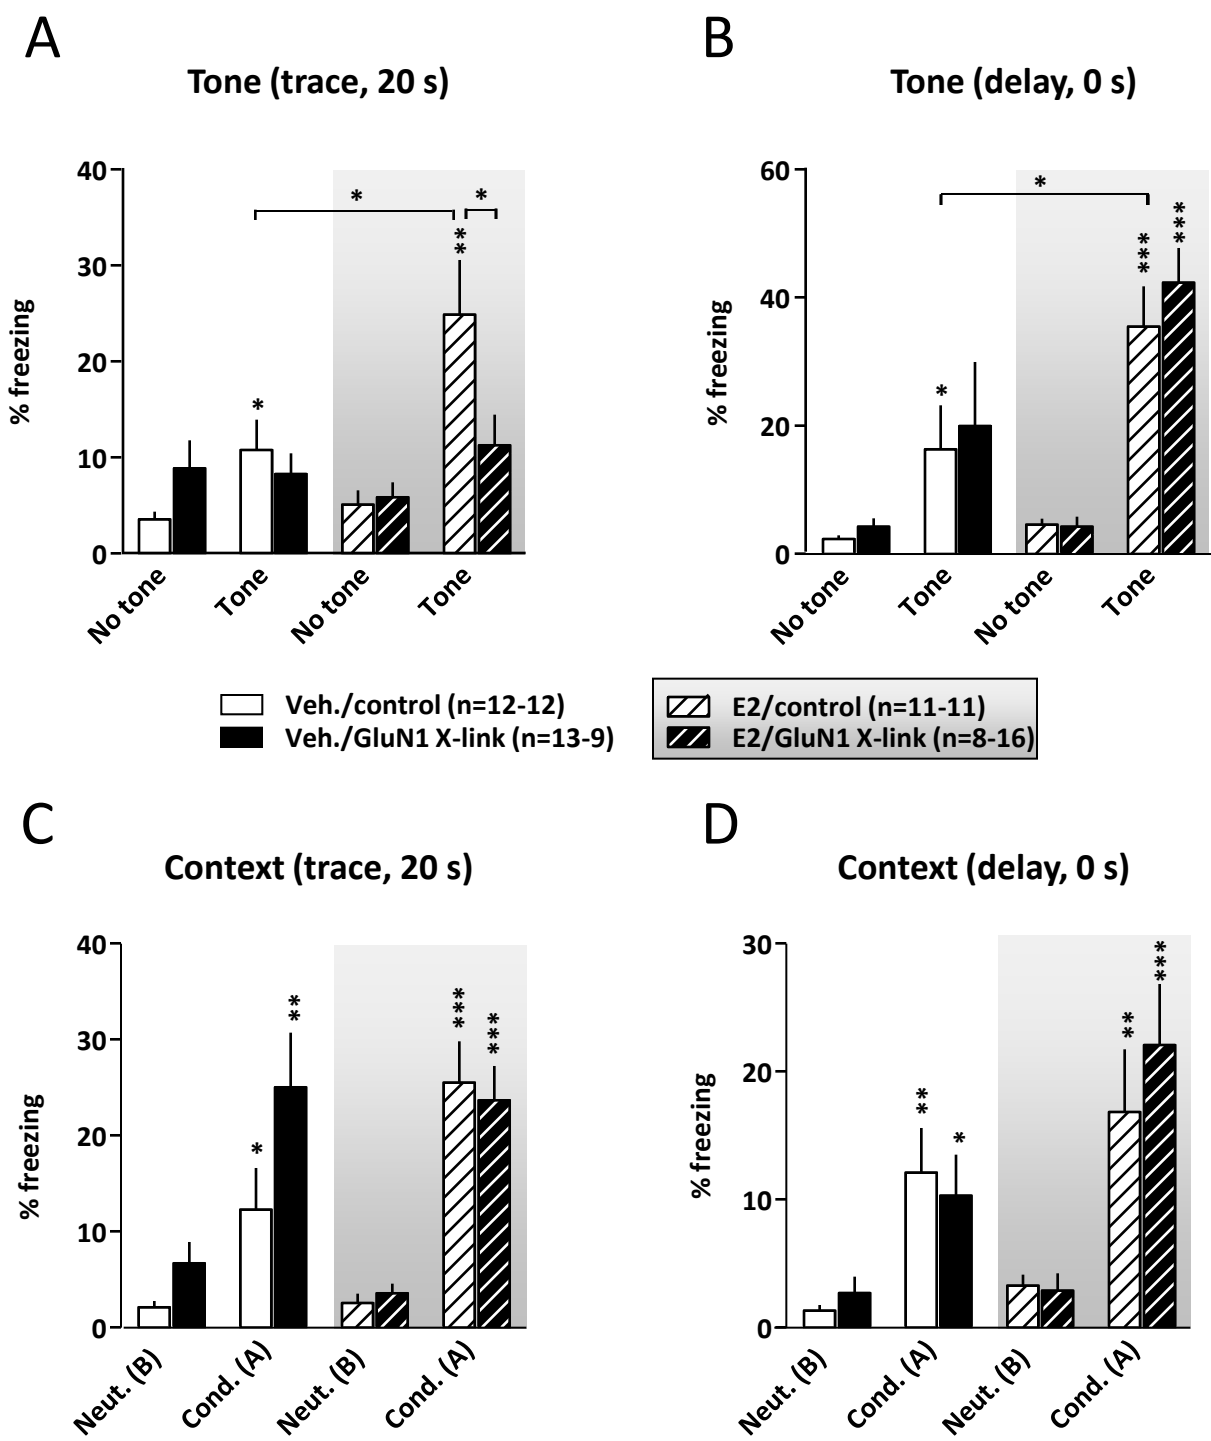 A
B
Tone (trace, 20 s)
Tone (delay, 0 s)
% freezing
40
30
20
10
0
*
*
*
**
No tone
Tone
No tone
Tone
% freezing
60
40
20
0
*
*
***
***
No tone
Tone
No tone
Tone
Veh./control (n=12-12)
Veh./GluN1 X-link (n=13-9)
E2/control (n=11-11)
E2/GluN1 X-link (n=8-16)
C
D
Context (trace, 20 s)
Context (delay, 0 s)
% freezing
40
30
20
10
0
*
**
***
***
Neut. (B)
Cond. (A)
Neut. (B)
Cond. (A)
% freezing
30
20
10
0
**
*
**
***
Neut. (B)
Cond. (A)
Neut. (B)
Cond. (A)